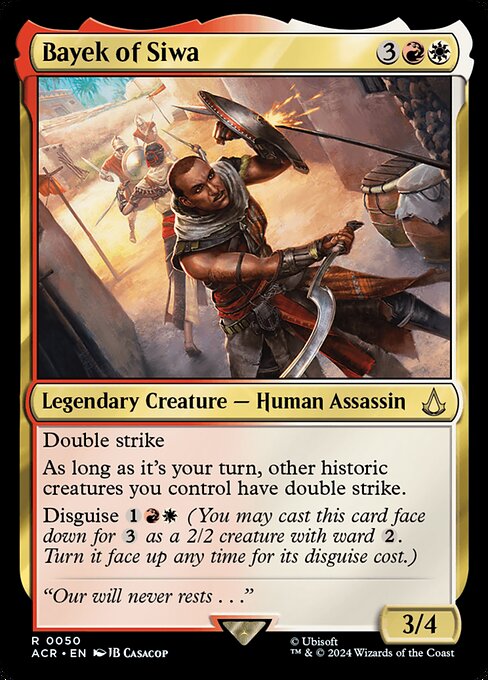 Bayek of Siwa 3
Legendary Creature — Human Assassin
Double strike
As long as it's your turn, other historic
creatures you control have double strike.
Disguise 1 (You may cast this card face
down for 3 as a 2/2 creature with ward 2.
Turn it face up any time for its disguise cost.)
"Our will never rests . . ."
3/4
R 0050
ACR • EN JB Casacop
© Ubisoft
™ & © 2024 Wizards of the Coast